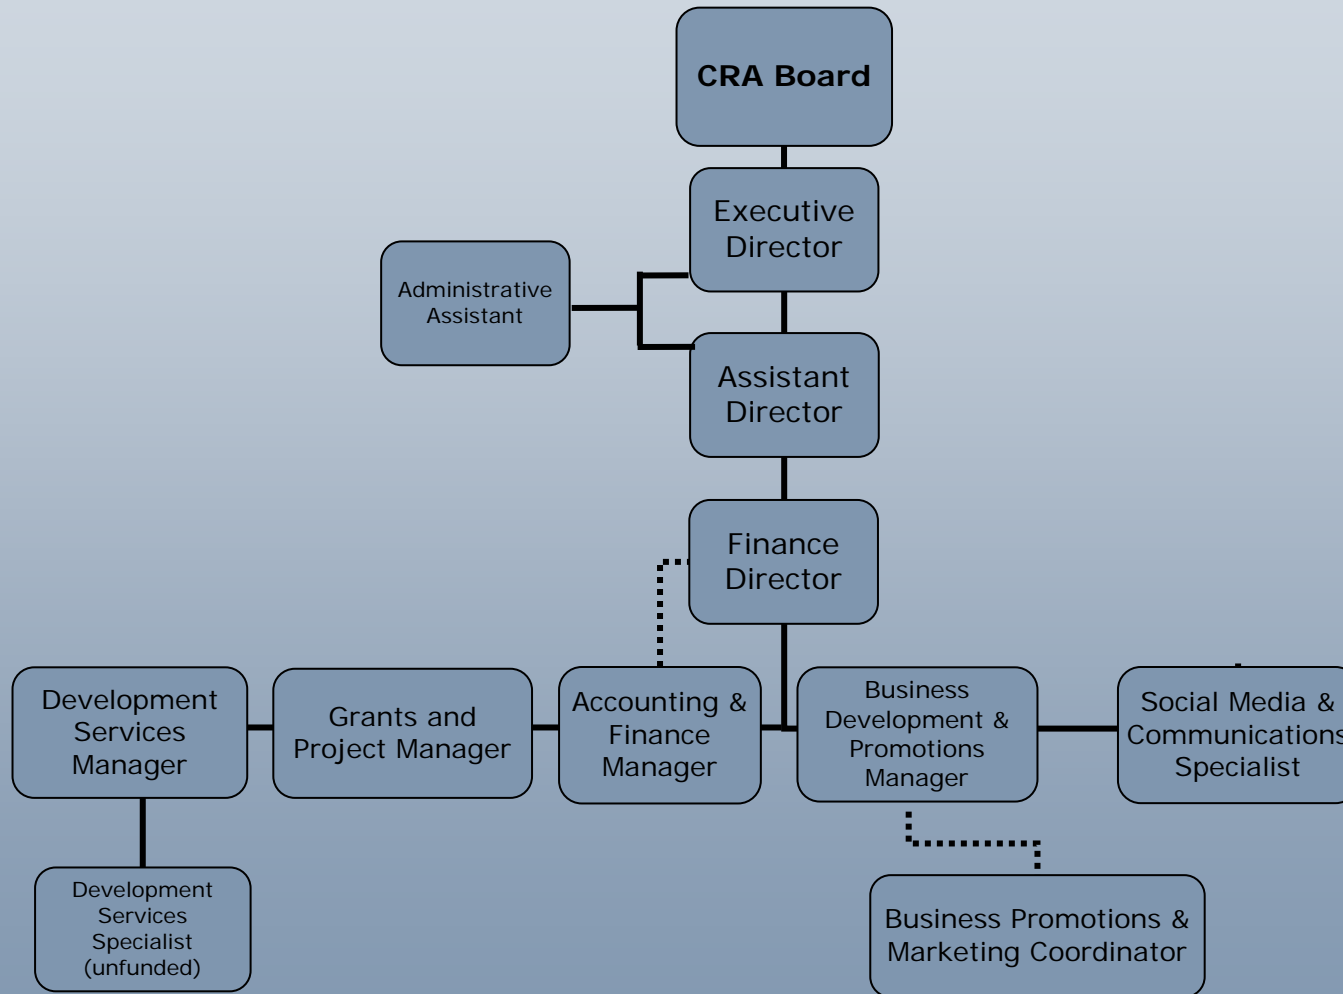 CRA Board
Executive
Director
Administrative
Assistant
Assistant
Director
Finance
Director
Development
Services
Manager
Grants and
Project Manager
Accounting &
Finance
Manager
Business
Development &
Promotions
Manager
Social Media &
Communications
Specialist
Development
Services
Specialist
(unfunded)
Business Promotions &
Marketing Coordinator